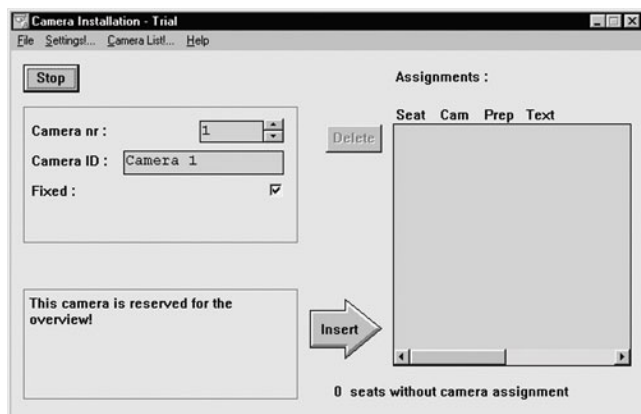 Camera Installation - Trial
File Settings!... Camera List!... Help
Stop
Camera nr : 1
Camera ID : Camera 1
Fixed :
This camera is reserved for the
overview!
Assignments :
Seat Cam Prep Text
Delete
Insert
0 seats without camera assignment